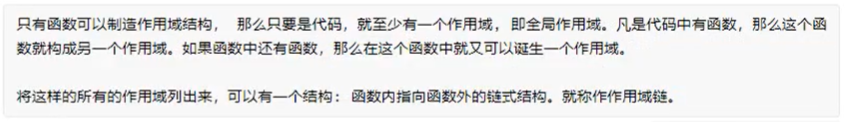 只有函数可以制造作用域结构， 那么只要是代码，就至少有一个作用域，即全局作用域。凡是代码中有函数，那么这个函
数就构成另一个作用域。如果函数中还有函数，那么在这个函数中就又可以诞生一个作用域。
将这样的所有的作用域列出来，可以有一个结构：函数内指向函数外的链式结构。就称作作用域链。